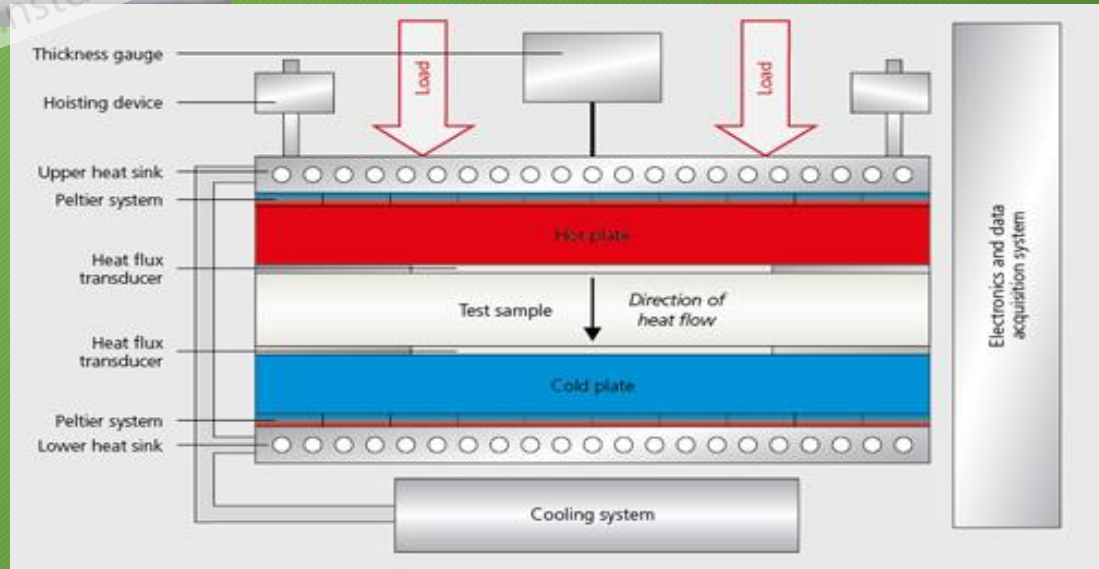 Thickness gauge
Hoisting device
Load
Load
Upper heat sink
Peltier system
Hot plate
Heat flux
transducer
Test sample
Direction of
heat flow
Heat flux
transducer
Cold plate
Peltier system
Lower heat sink
Cooling system
Electronics and data
acquisition system